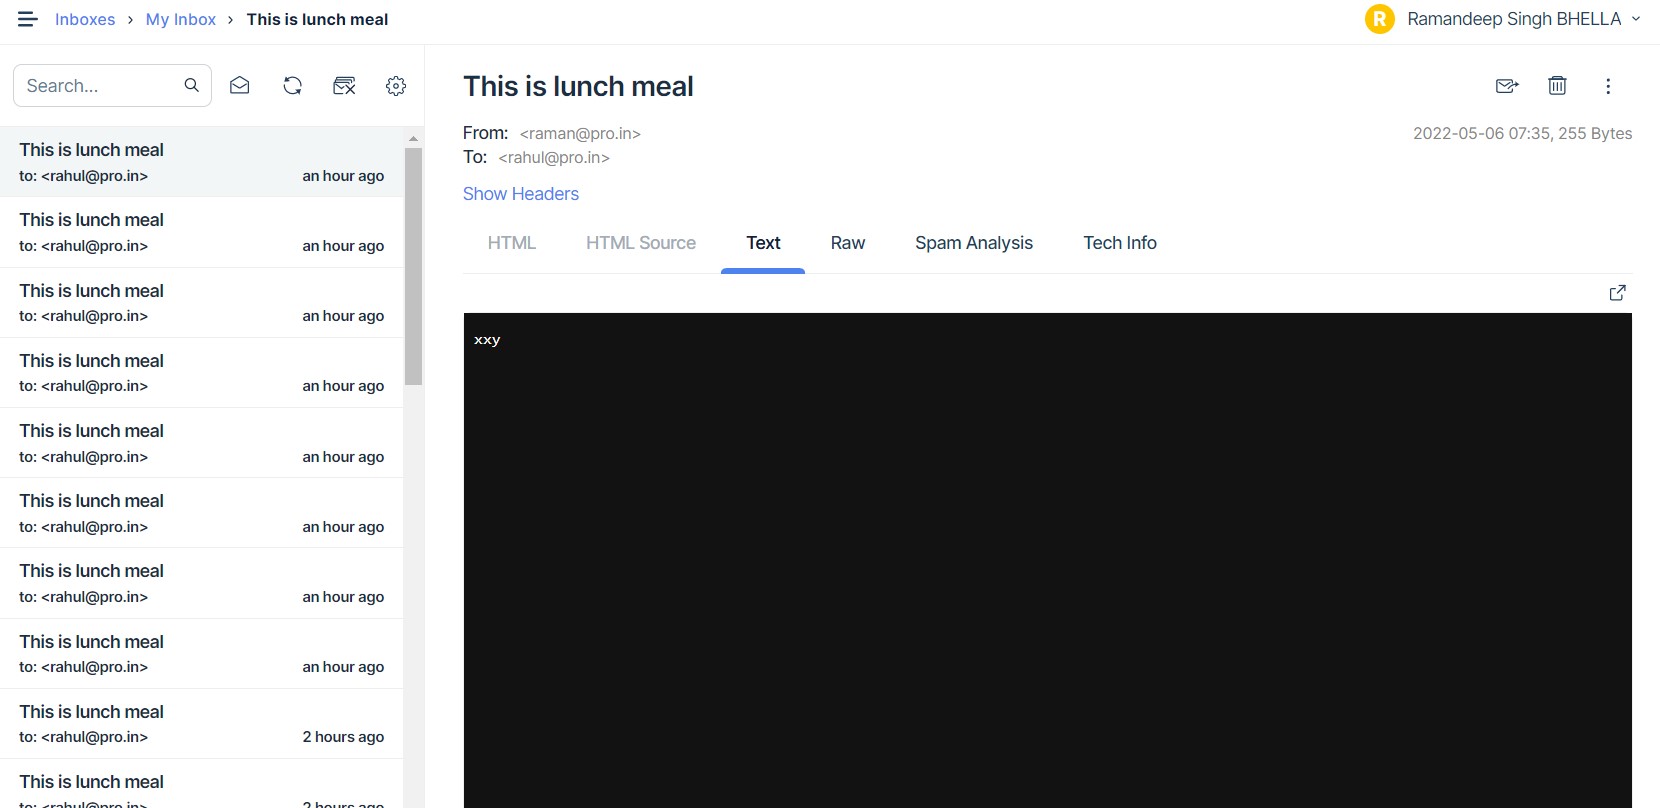 Inboxes › My Inbox › This is lunch meal
R Ramandeep Singh BHELLA
Search...
This is lunch meal
to: <rahul@pro.in> an hour ago
This is lunch meal
to: <rahul@pro.in> an hour ago
This is lunch meal
to: <rahul@pro.in> an hour ago
This is lunch meal
to: <rahul@pro.in> an hour ago
This is lunch meal
to: <rahul@pro.in> an hour ago
This is lunch meal
to: <rahul@pro.in> an hour ago
This is lunch meal
to: <rahul@pro.in> an hour ago
This is lunch meal
to: <rahul@pro.in> an hour ago
This is lunch meal
to: <rahul@pro.in> 2 hours ago
This is lunch meal
to: <rahul@pro.in> 2 hours ago
This is lunch meal
From: <raman@pro.in> 2022-05-06 07:35, 255 Bytes
To: <rahul@pro.in>
Show Headers
HTML HTML Source Text Raw Spam Analysis Tech Info
xxy